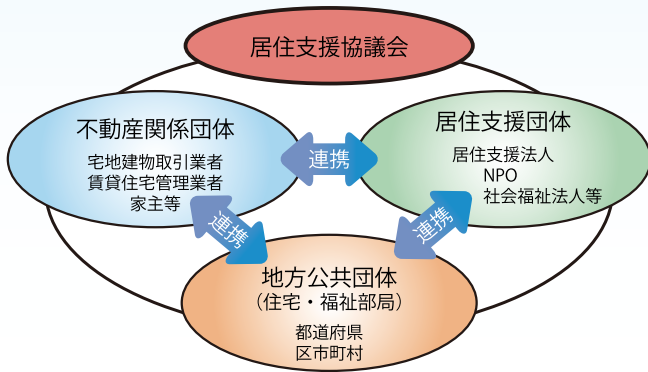 居住支援協議会
不動産関係団体
宅地建物取引業者
賃貸住宅管理業者
家主等
連携
居住支援団体
居住支援法人
NPO
社会福祉法人等
連携
連携
地方公共団体
（住宅・福祉部局）
都道府県
区市町村